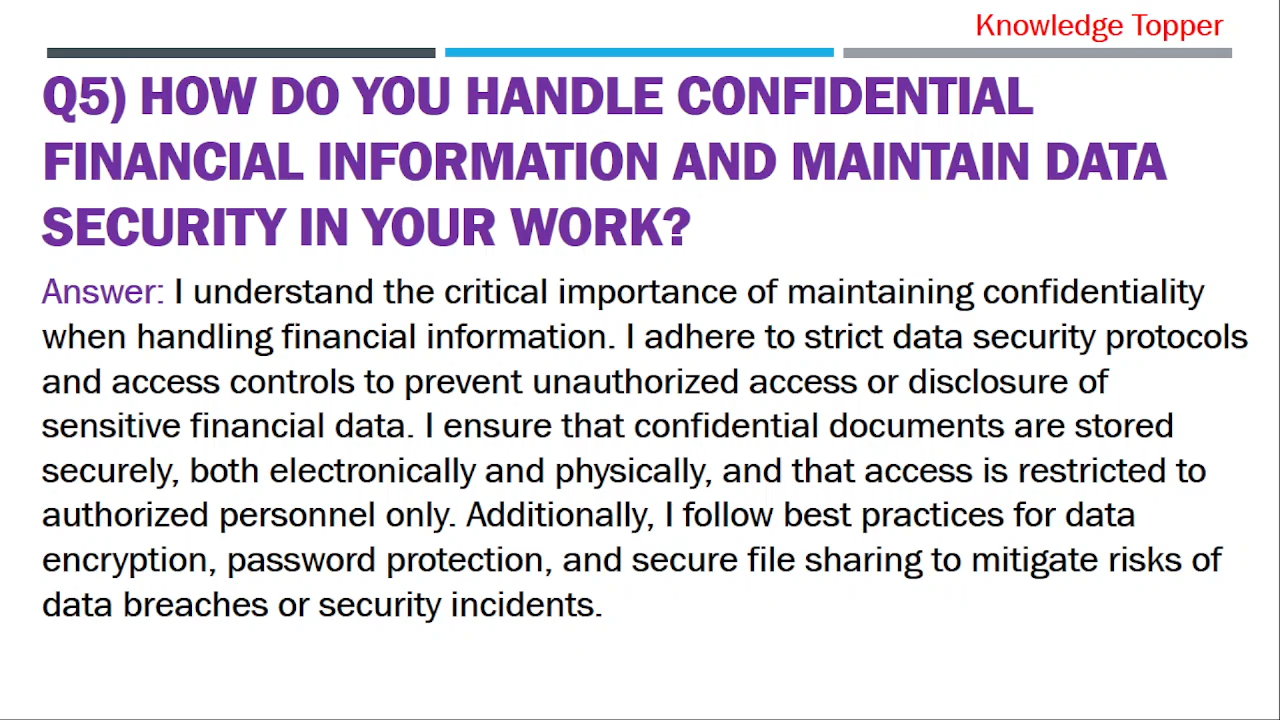 Knowledge Topper
Q5) HOW DO YOU HANDLE CONFIDENTIAL
FINANCIAL INFORMATION AND MAINTAIN DATA
SECURITY IN YOUR WORK?
Answer: I understand the critical importance of maintaining confidentiality
when handling financial information. I adhere to strict data security protocols
and access controls to prevent unauthorized access or disclosure of
sensitive financial data. I ensure that confidential documents are stored
securely, both electronically and physically, and that access is restricted to
authorized personnel only. Additionally, I follow best practices for data
encryption, password protection, and secure file sharing to mitigate risks of
data breaches or security incidents.